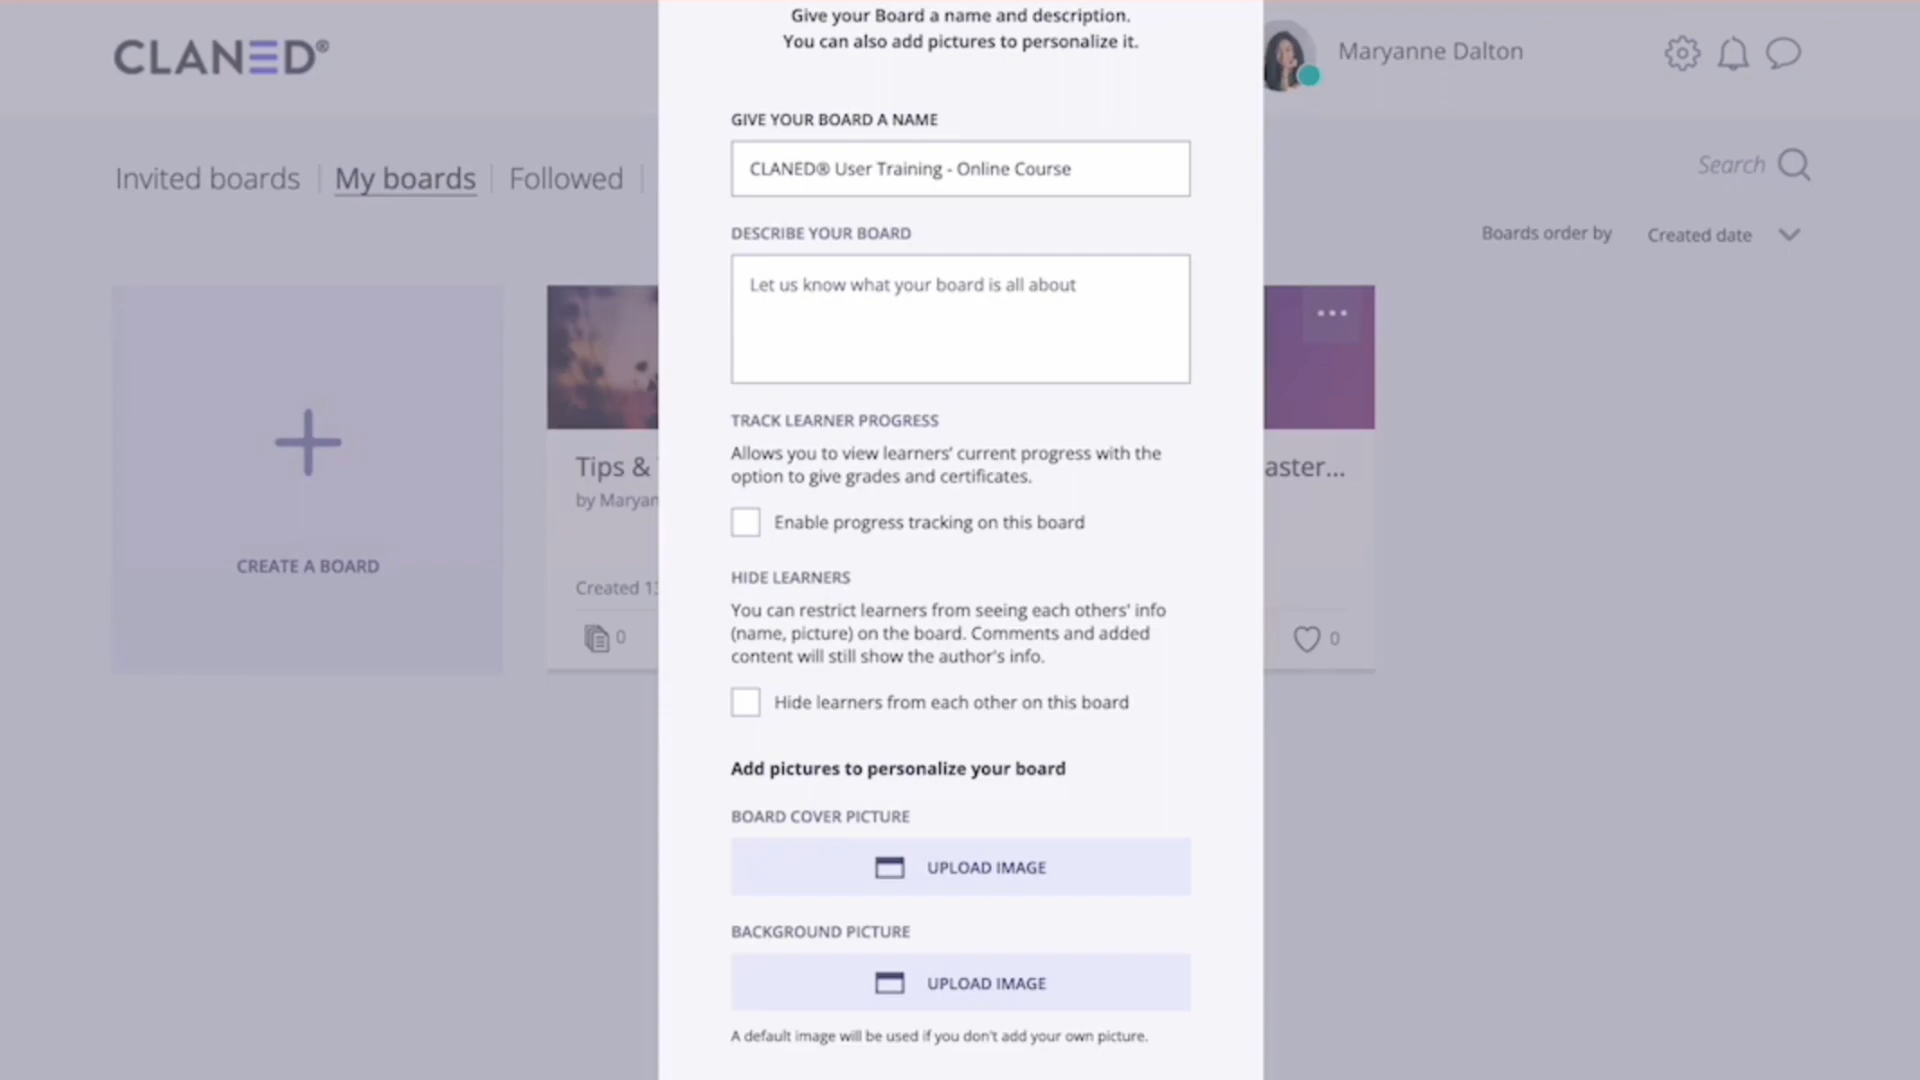 Give your Board a name and description.
You can also add pictures to personalize it.
CLANED®
Maryanne Dalton
GIVE YOUR BOARD A NAME
CLANED® User Training - Online Course
Invited boards
My boards
Followed
Search
DESCRIBE YOUR BOARD
Boards order by
Created date
Let us know what your board is all about
TRACK LEARNER PROGRESS
Allows you to view learners' current progress with the
option to give grades and certificates.
Enable progress tracking on this board
HIDE LEARNERS
You can restrict learners from seeing each others' info
(name, picture) on the board. Comments and added
content will still show the author's info.
Hide learners from each other on this board
CREATE A BOARD
Tips &
by Maryan
Created 13
0
aster...
0
Add pictures to personalize your board
BOARD COVER PICTURE
UPLOAD IMAGE
BACKGROUND PICTURE
UPLOAD IMAGE
A default image will be used if you don't add your own picture.